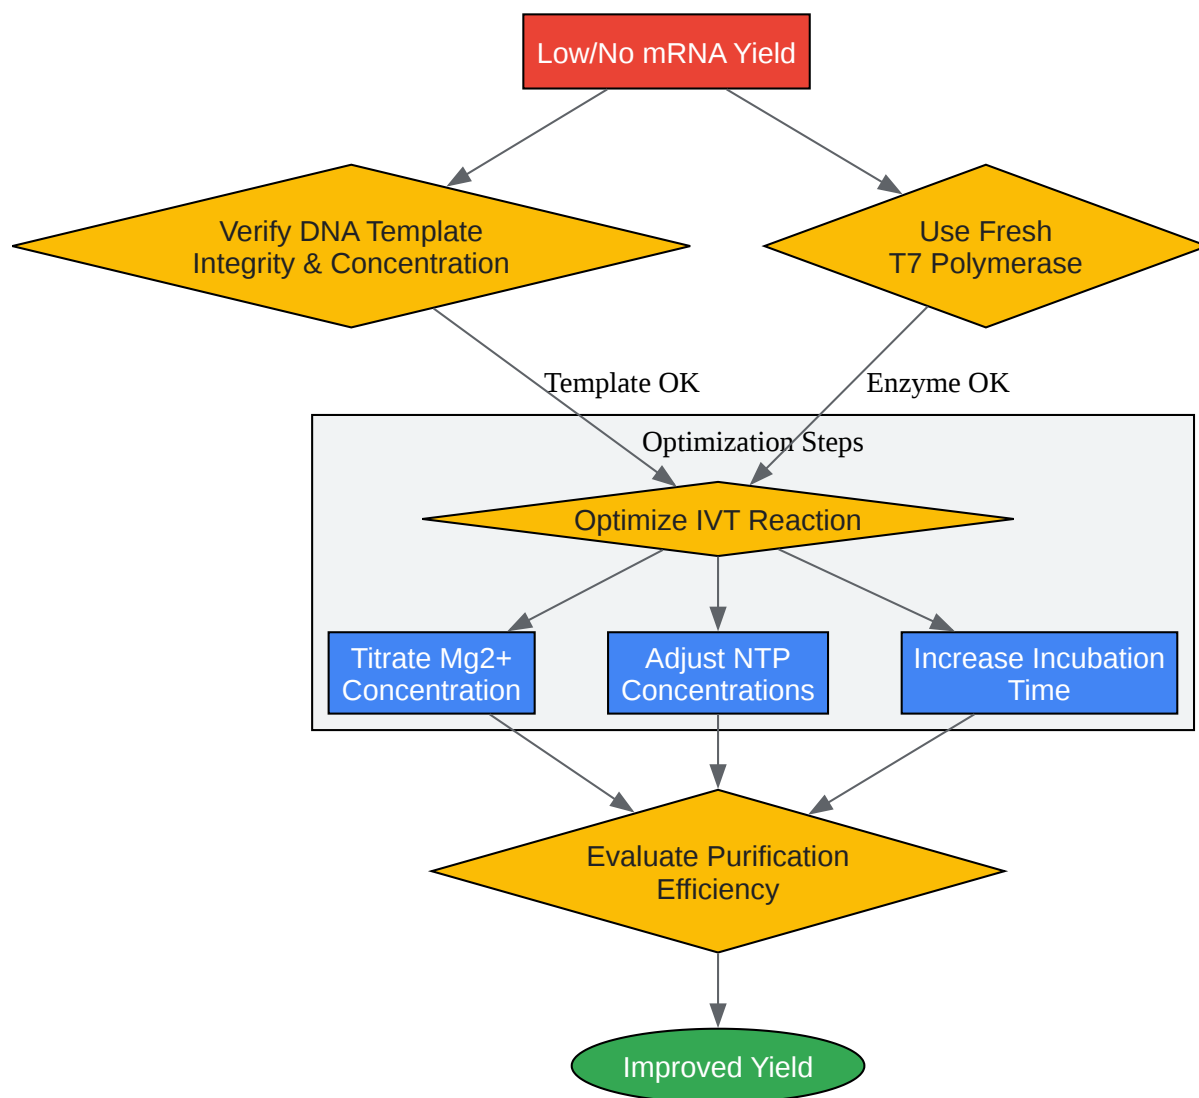 Low/No mRNA Yield
Verify DNA Template
Integrity & Concentration
Use Fresh
T7 Polymerase
Template OK
Enzyme OK
Optimization Steps
Optimize IVT Reaction
Titrate Mg2+
Concentration
Adjust NTP
Concentrations
Increase Incubation
Time
Evaluate Purification
Efficiency
Improved Yield